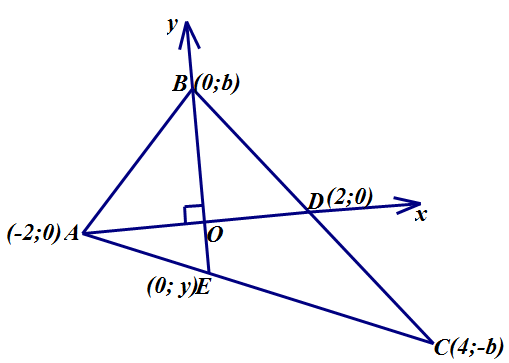 y
B (0;b)
D (2;0)
x
(-2;0) A
O
(0; y)E
C(4;-b)